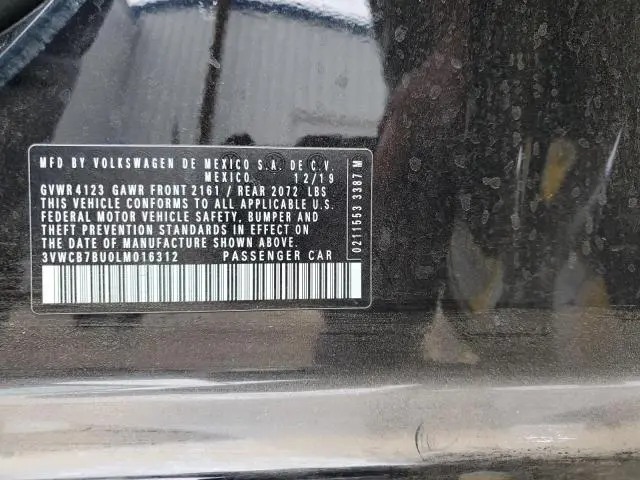 MFD BY VOLKSWAGEN DE MEXICO S.A. DE C.V.
MEXICO 12/19
GVWR 4123 GAWR FRONT 2161 / REAR 2072 LBS
THIS VEHICLE CONFORMS TO ALL APPLICABLE U.S.
FEDERAL MOTOR VEHICLE SAFETY, BUMPER AND
THEFT PREVENTION STANDARDS IN EFFECT ON
THE DATE OF MANUFACTURE SHOWN ABOVE.
3VWCB7BU0LM016312 PASSENGER CAR
0211553 3387 M